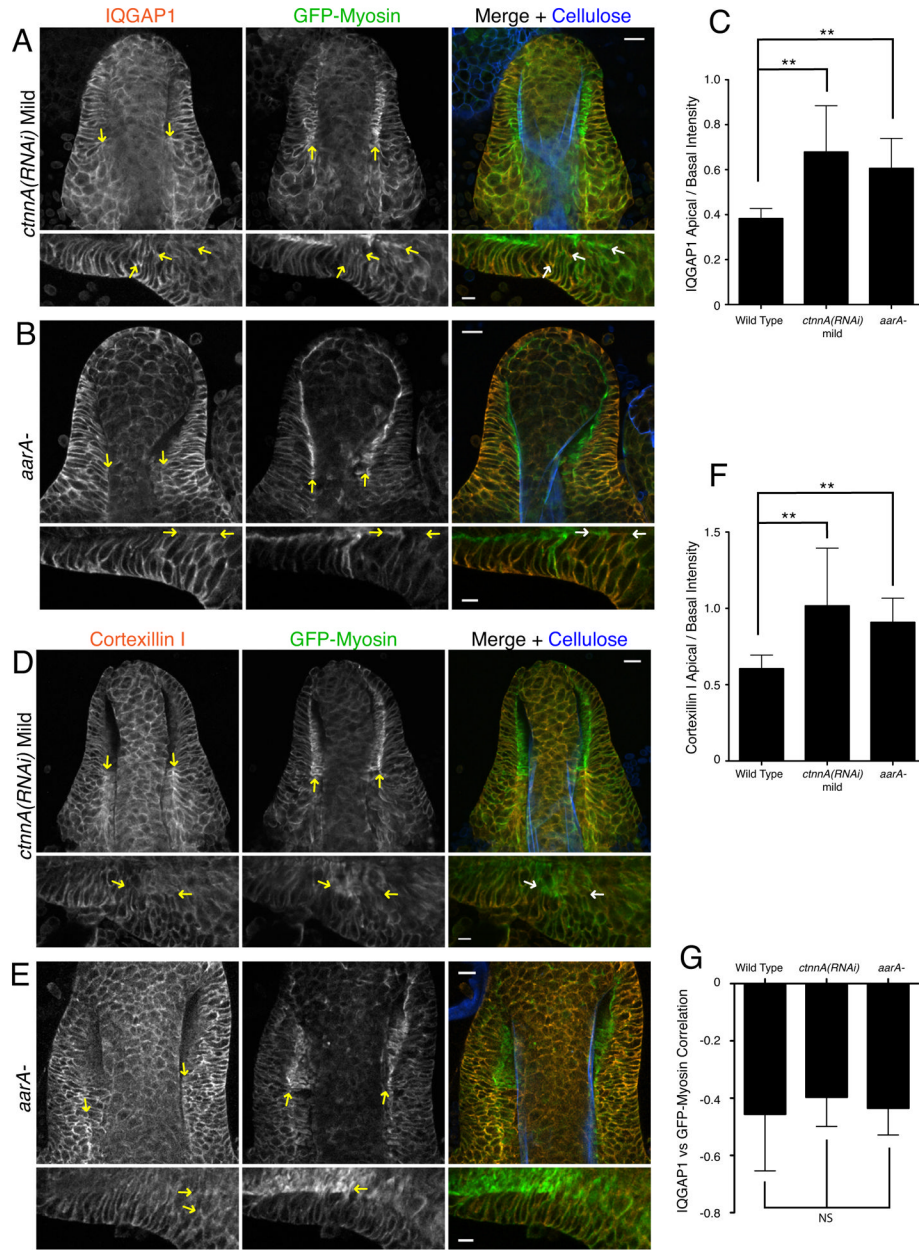 A
IQGAP1
GFP-Myosin
Merge + Cellulose
ctnnA(RNAi) Mild
B
aarA-
C
IQGAP1 Apical / Basal Intensity
1.0
0.8
0.6
0.4
0.2
0
**
**
Wild Type
ctnnA(RNAi)
mild
aarA-
Cortexillin I
GFP-Myosin
Merge + Cellulose
D
ctnnA(RNAi) Mild
E
aarA-
F
Cortexillin I Apical / Basal Intensity
1.5
1.0
0.5
0
**
**
Wild Type
ctnnA(RNAi)
mild
aarA-
G
Wild Type
ctnnA(RNAi)
aarA-
IQGAP1 vs GFP-Myosin Correlation
0
-0.2
-0.4
-0.6
-0.8
NS